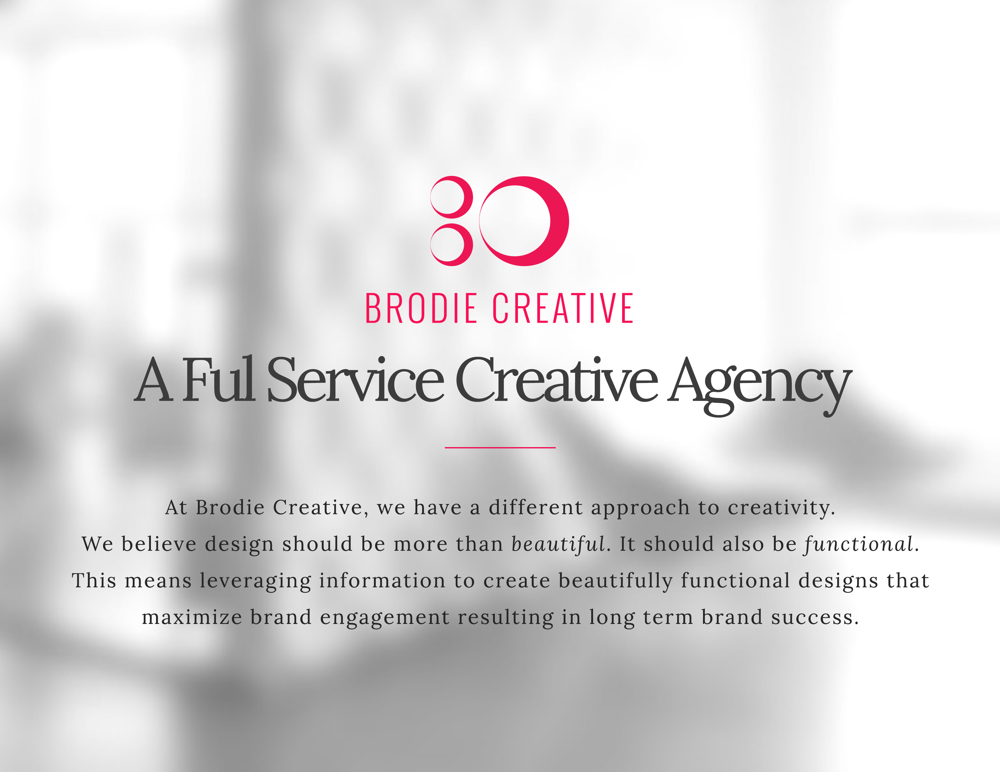 BRODIE CREATIVE
A Ful Service Creative Agency
At Brodie Creative, we have a different approach to creativity.
We believe design should be more than beautiful. It should also be functional.
This means leveraging information to create beautifully functional designs that
maximize brand engagement resulting in long term brand success.